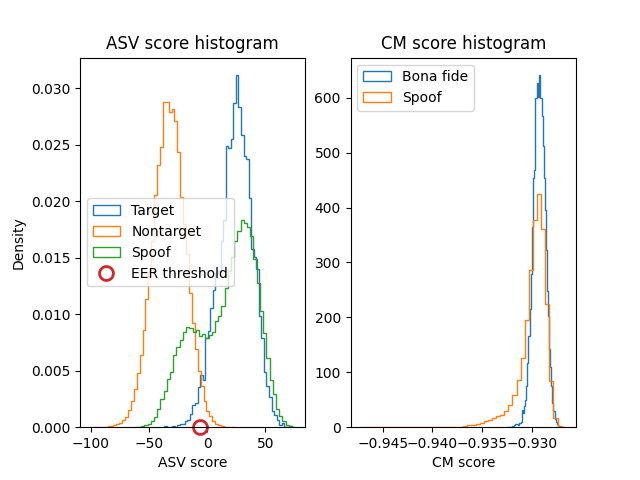 ASV score histogram
0.030
0.025
0.020
0.015
0.010
0.005
0.000
Density
Target
Nontarget
Spoof
EER threshold
−100 −50 0 50
ASV score
CM score histogram
Bona fide
Spoof
600
500
400
300
200
100
0
−0.945 −0.940 −0.935 −0.930
CM score